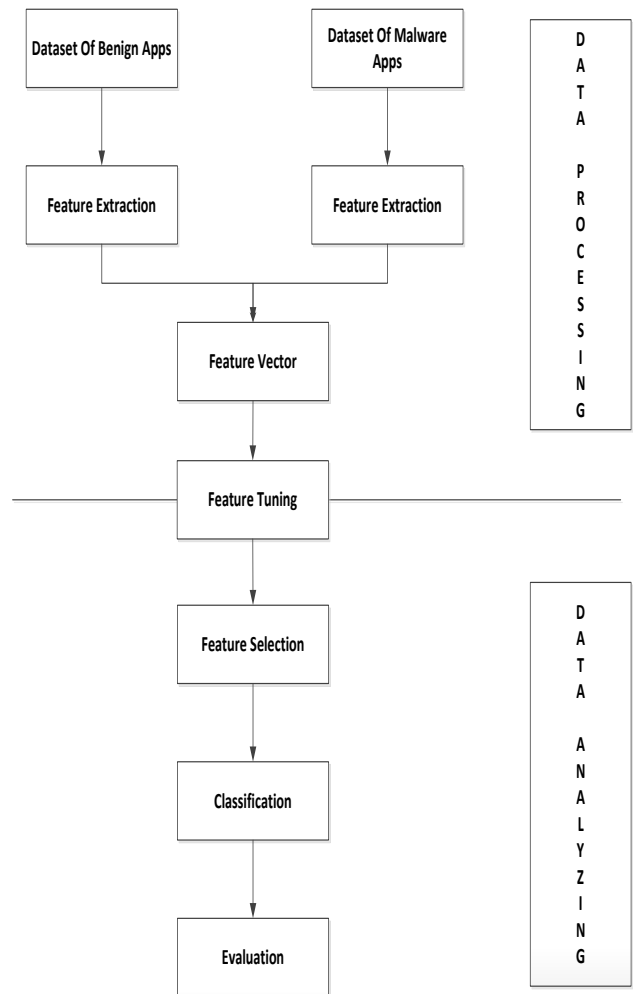 Dataset Of Benign Apps
Dataset Of Malware
Apps
Feature Extraction
Feature Extraction
Feature Vector
Feature Tuning
Feature Selection
Classification
Evaluation
D
A
T
A
P
R
O
C
E
S
S
I
N
G
D
A
T
A
A
N
A
L
Y
Z
I
N
G